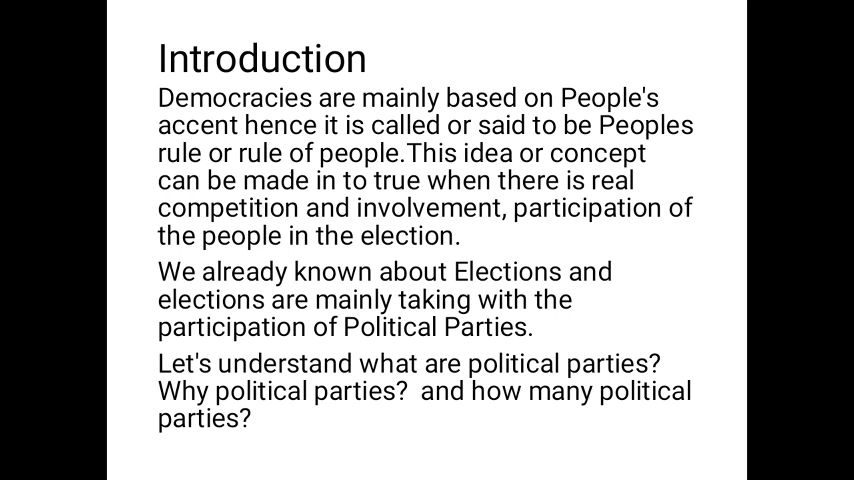 Introduction
Democracies are mainly based on People's
accent hence it is called or said to be Peoples
rule or rule of people.This idea or concept
can be made in to true when there is real
competition and involvement, participation of
the people in the election.
We already known about Elections and
elections are mainly taking with the
participation of Political Parties.
Let's understand what are political parties?
Why political parties?  and how many political
parties?